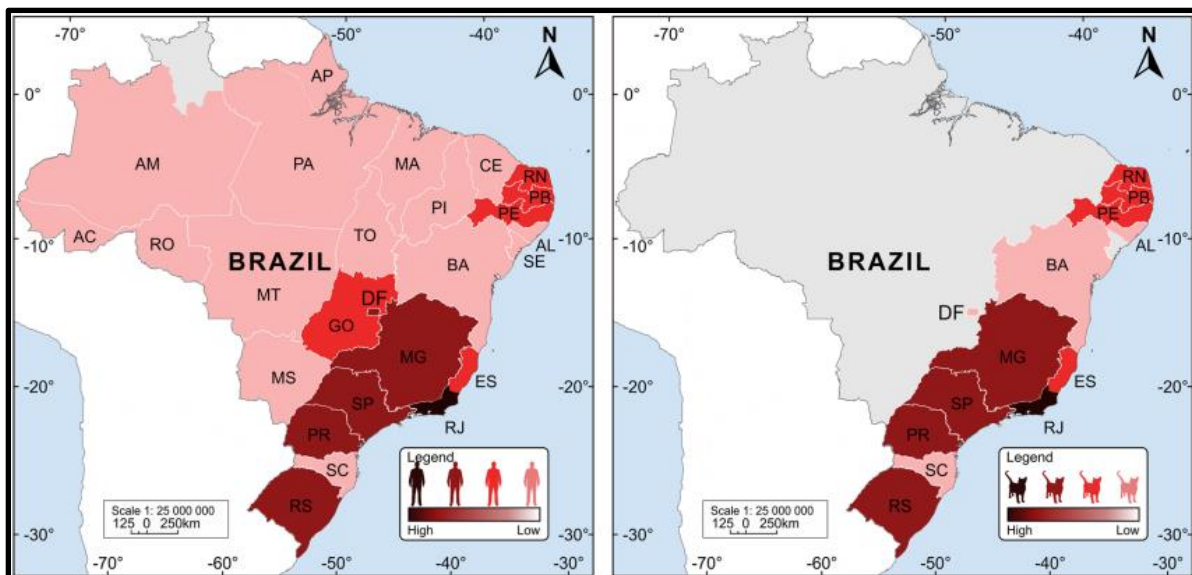 -70° -50° -40°
N
0° 0°
AP
AM PA MA CE RN
PB
PI PE
AC RO TO AL
-10° -10°
SE
BRAZIL BA
MT
DF
GO
MG
MS ES
-20° -20°
SP
RJ
PR
Legend
SC
RS
Scale 1: 25 000 000
125 0 250km
High Low
-30° -30°
-70° -60° -50° -40° -30°
-70° -50° -40°
N
0° 0°
RN
PB
PE
-10° -10°
AL
BRAZIL BA
DF
MG
-20° ES -20°
SP
RJ
PR
Legend
SC
RS
Scale 1: 25 000 000
125 0 250km
High Low
-30° -30°
-70° -60° -50° -40° -30°